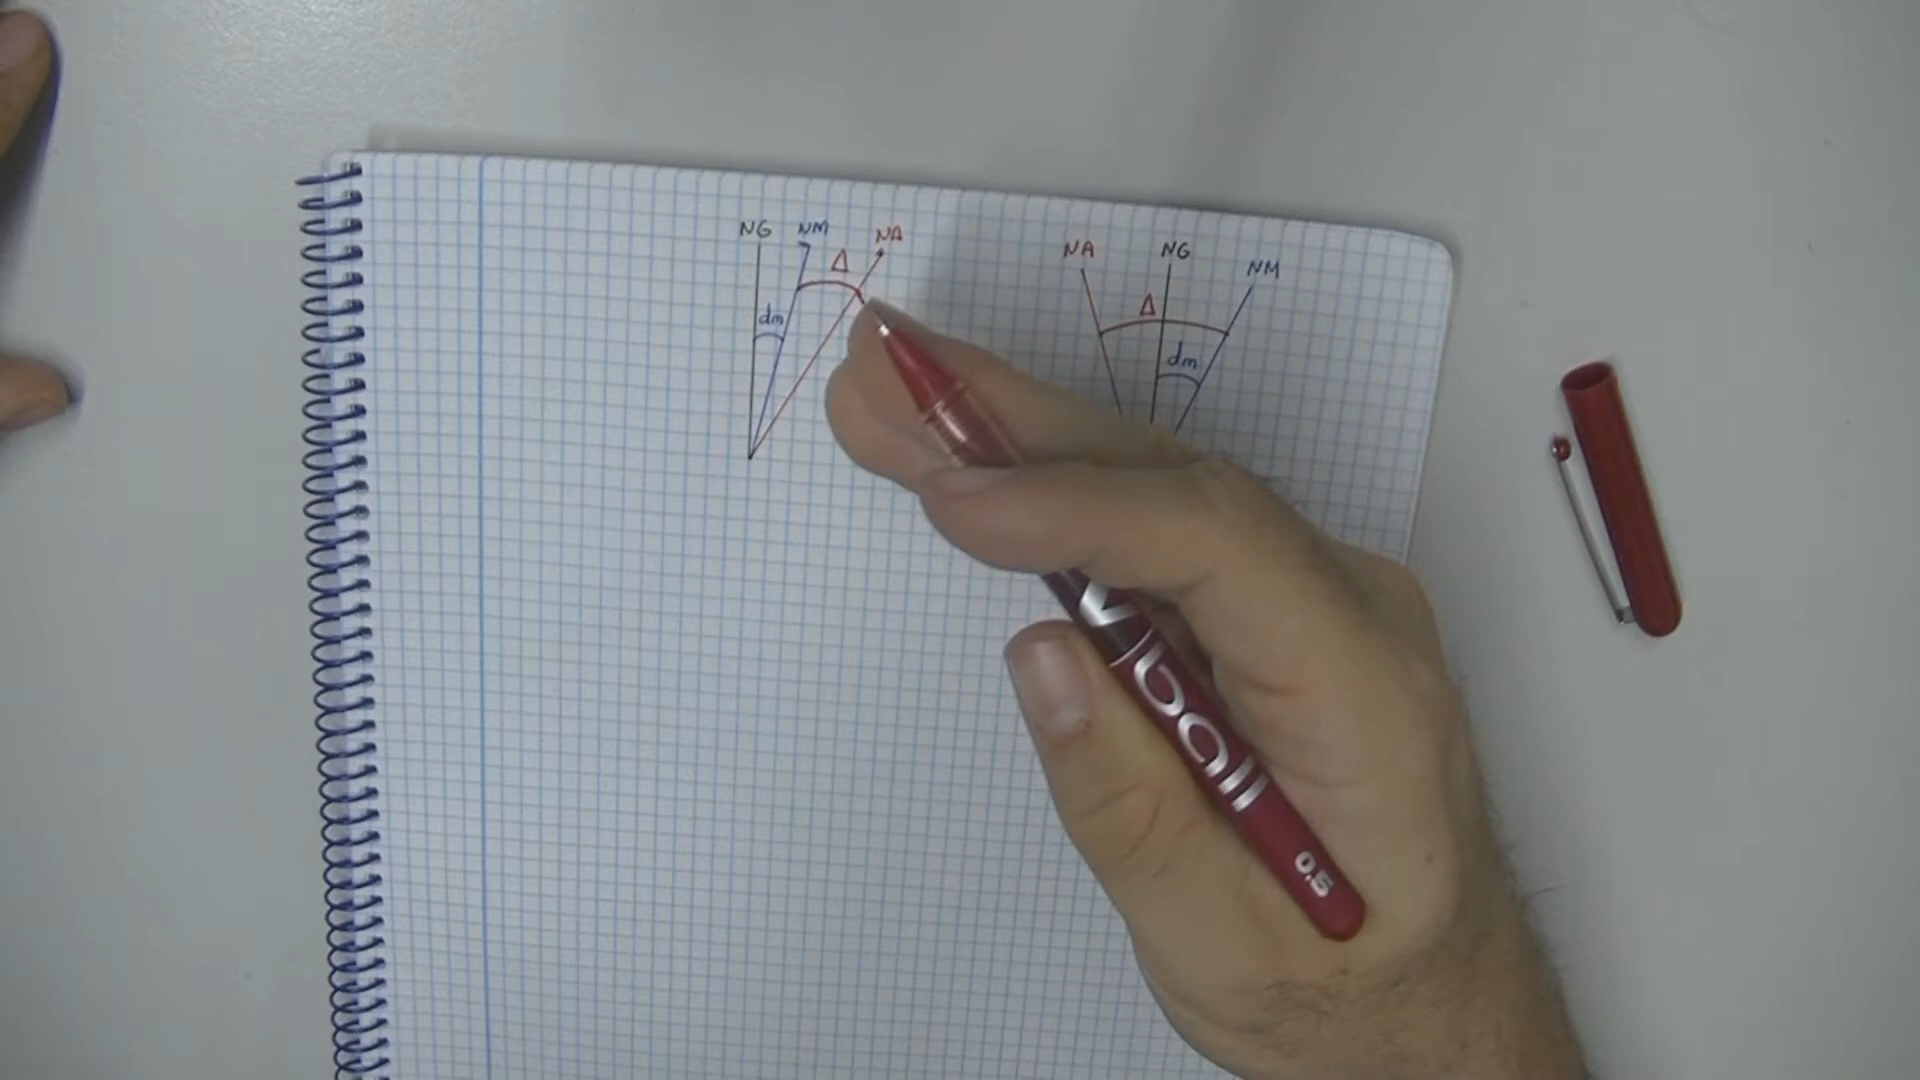 NG NM NA
Δ
dm
NA NG NM
Δ
dm
ball
0.5